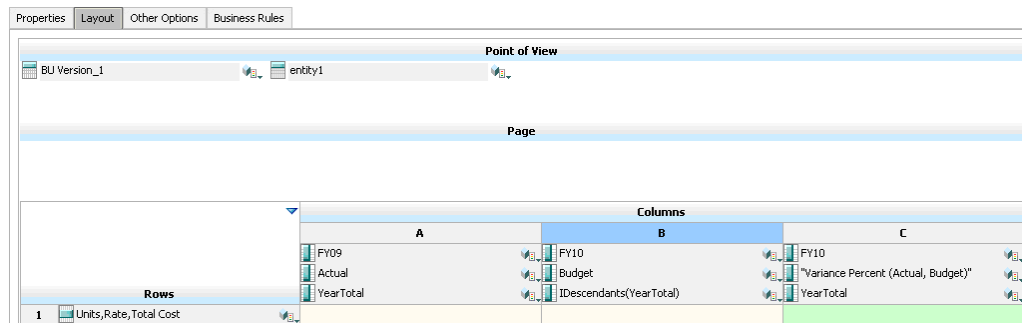 Properties Layout Other Options Business Rules
Point of View
BU Version_1 entity1
Page
Columns
A B C
FY09 FY10 FY10
Actual Budget "Variance Percent (Actual, Budget)"
Rows YearTotal IDescendants(YearTotal) YearTotal
1 Units,Rate,Total Cost